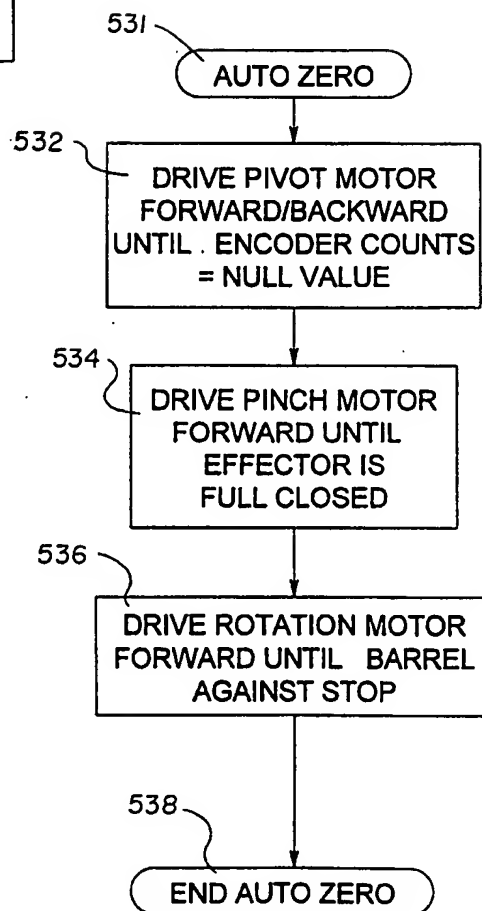 531
AUTO ZERO
532
DRIVE PIVOT MOTOR
FORWARD/BACKWARD
UNTIL . ENCODER COUNTS
= NULL VALUE
534
DRIVE PINCH MOTOR
FORWARD UNTIL
EFFECTOR IS
FULL CLOSED
536
DRIVE ROTATION MOTOR
FORWARD UNTIL BARREL
AGAINST STOP
538
END AUTO ZERO